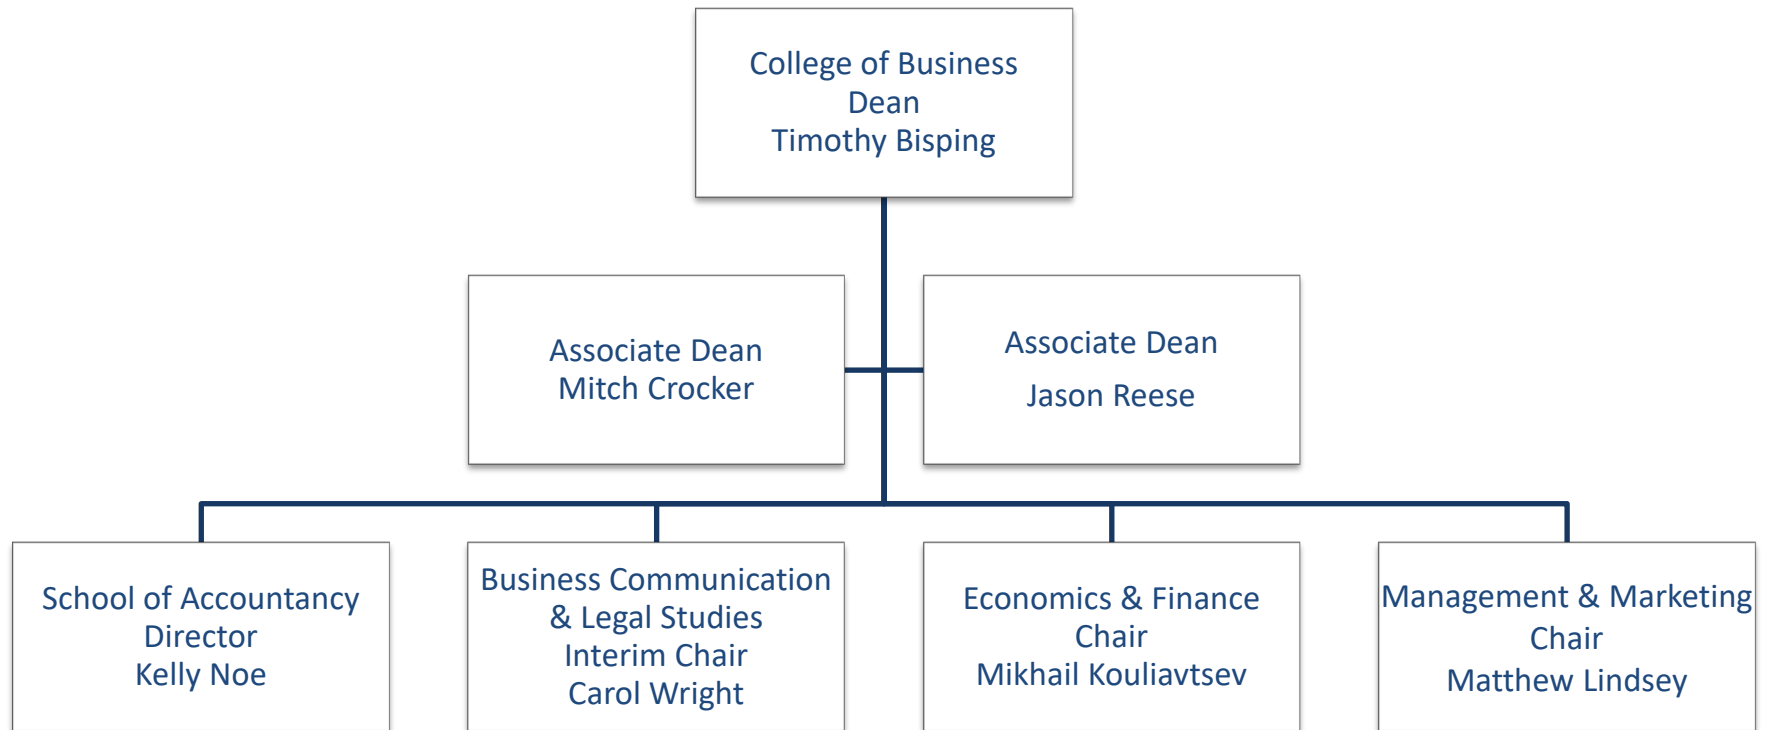 College of Business
Dean
Timothy Bisping
Associate Dean
Mitch Crocker
Associate Dean
Jason Reese
School of Accountancy
Director
Kelly Noe
Business Communication
& Legal Studies
Interim Chair
Carol Wright
Economics & Finance
Chair
Mikhail Kouliavtsev
Management & Marketing
Chair
Matthew Lindsey